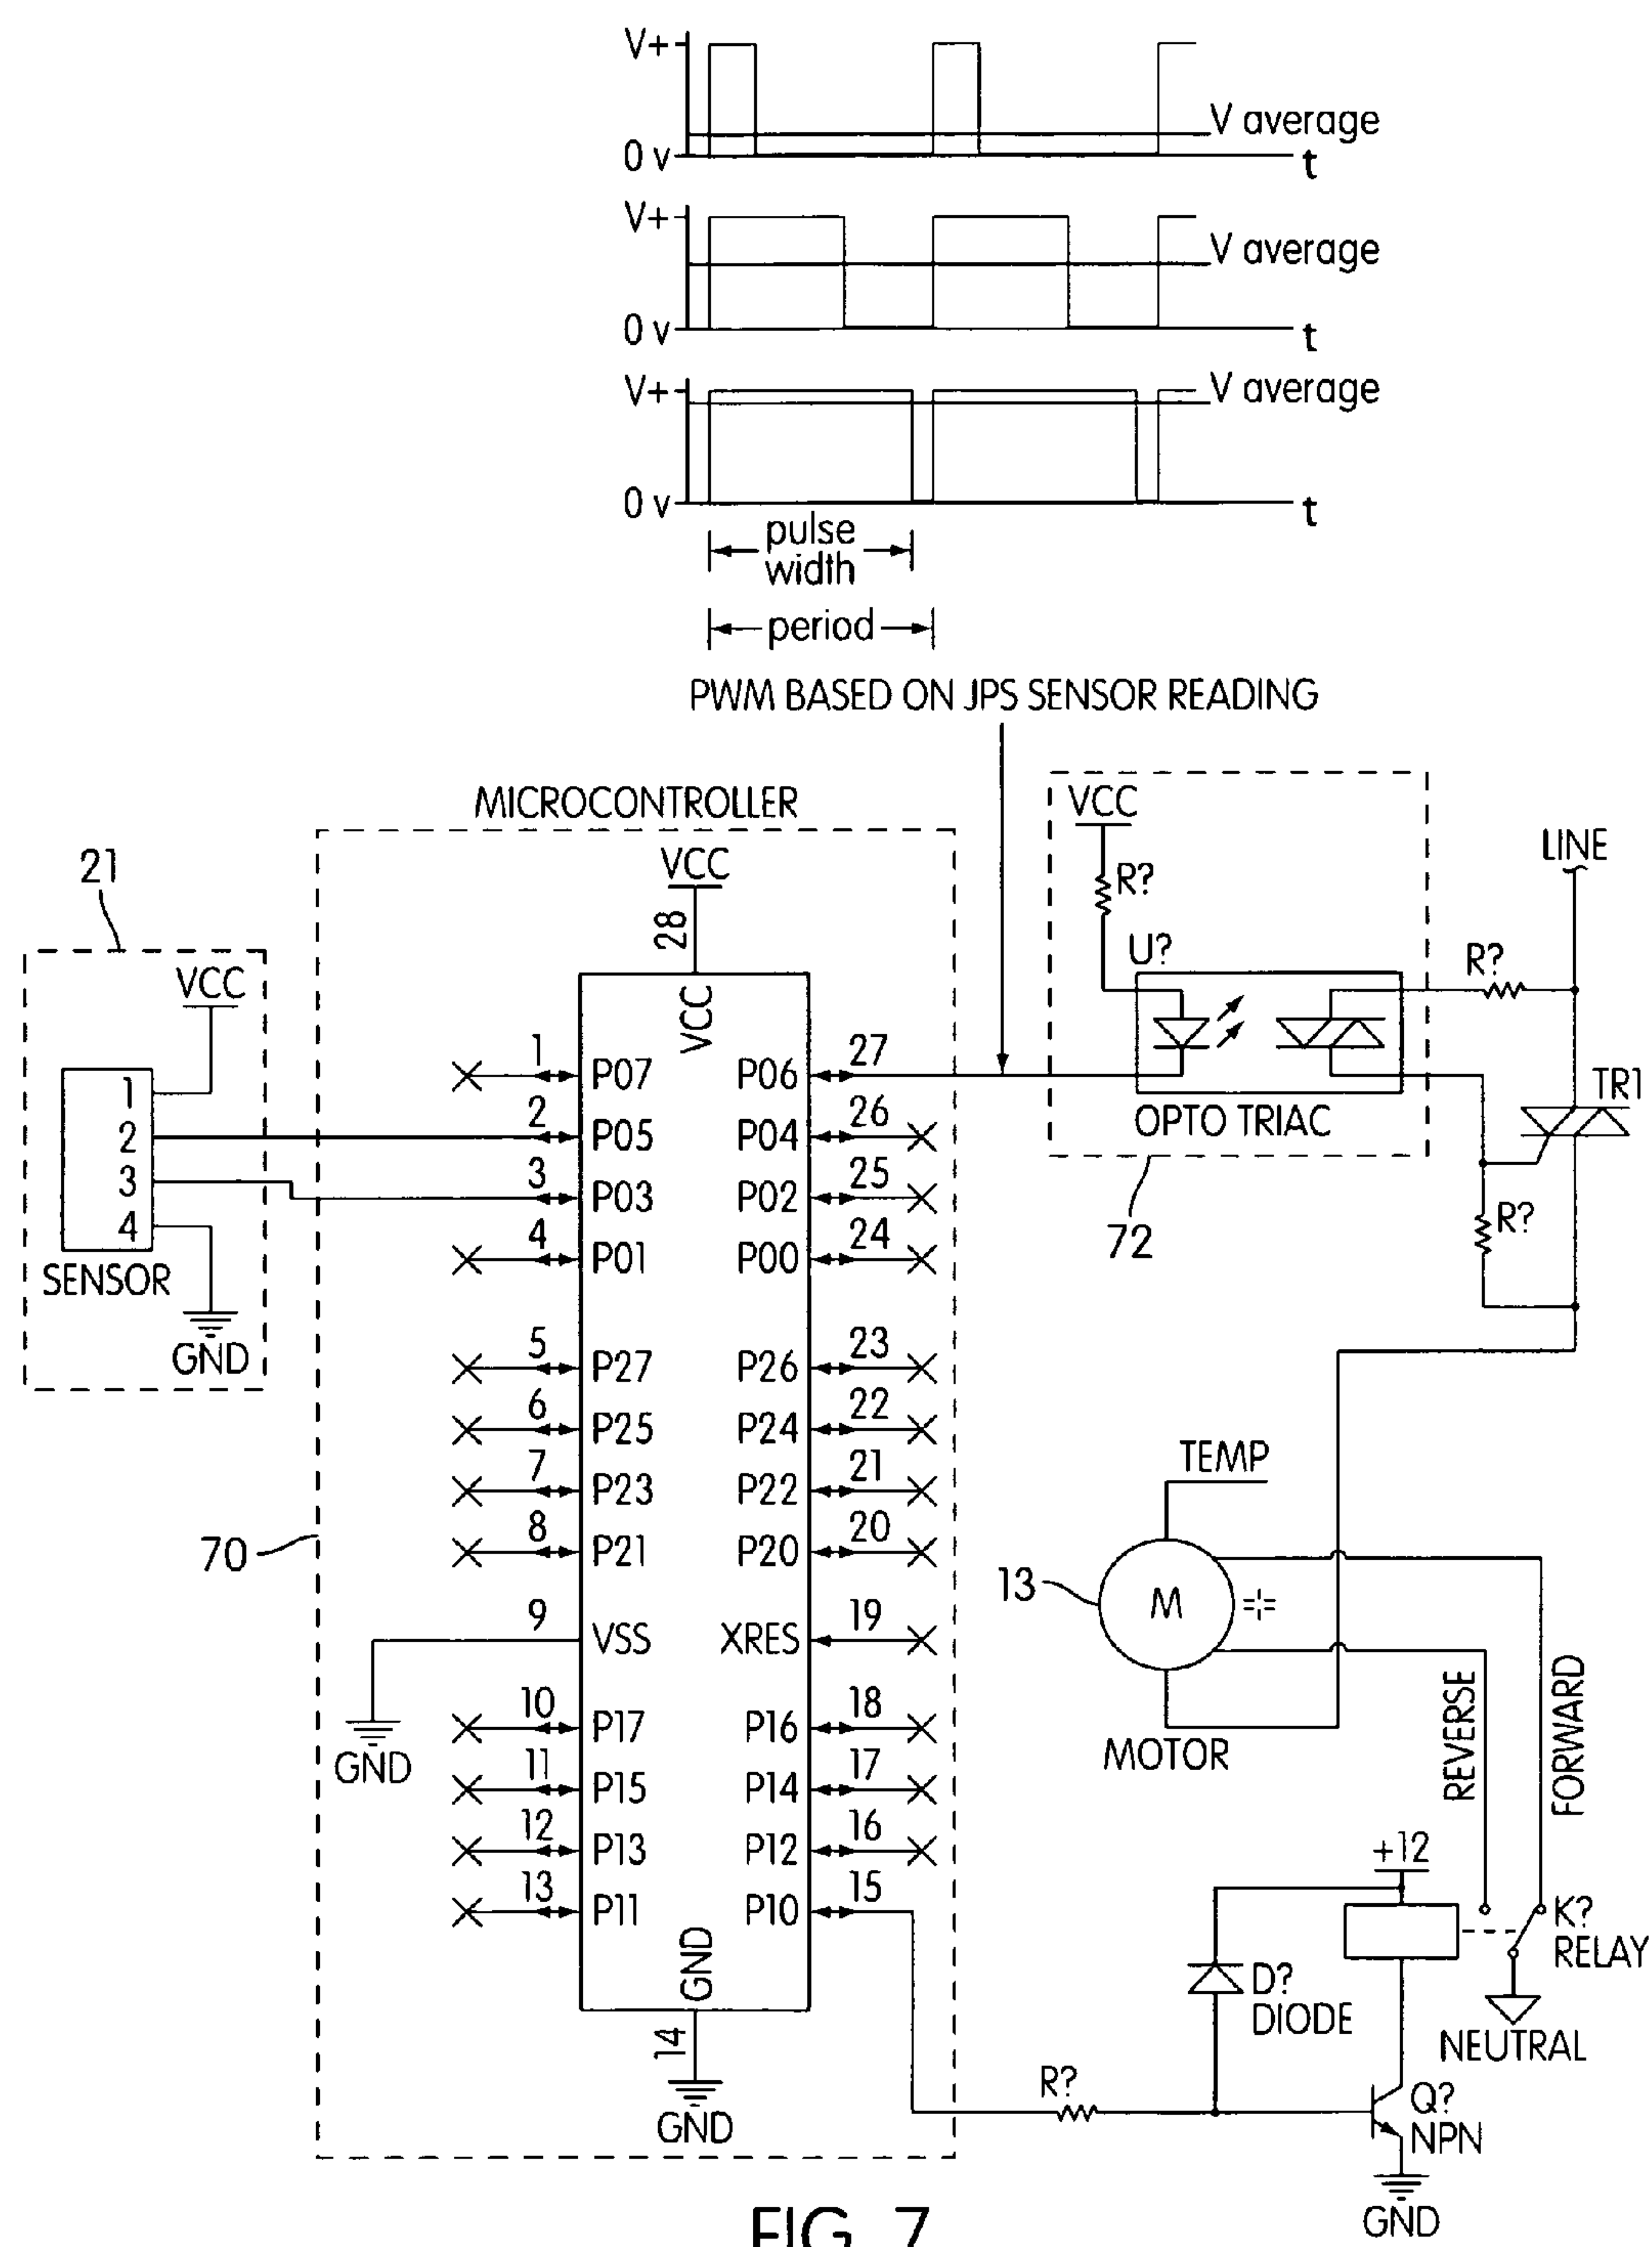 V+
V average
0 v
t
V+
V average
0 v
t
V+
V average
0 v
t
pulse
width
period
PWM BASED ON JPS SENSOR READING
MICROCONTROLLER
VCC
28
VCC
21
VCC
1
2
3
4
SENSOR
GND
1 P07
2 P05
3 P03
4 P01
5 P27
6 P25
7 P23
8 P21
9 VSS
10 P17
11 P15
12 P13
13 P11
GND
70
P06 27
P04 26
P02 25
P00 24
P26 23
P24 22
P22 21
P20 20
XRES 19
P16 18
P14 17
P12 16
P10 15
GND
14
GND
VCC
R?
U?
OPTO TRIAC
72
LINE
R?
TR1
R?
TEMP
13
M
MOTOR
REVERSE
FORWARD
+12
K?
RELAY
NEUTRAL
D?
DIODE
R?
Q?
NPN
GND
FIG. 7